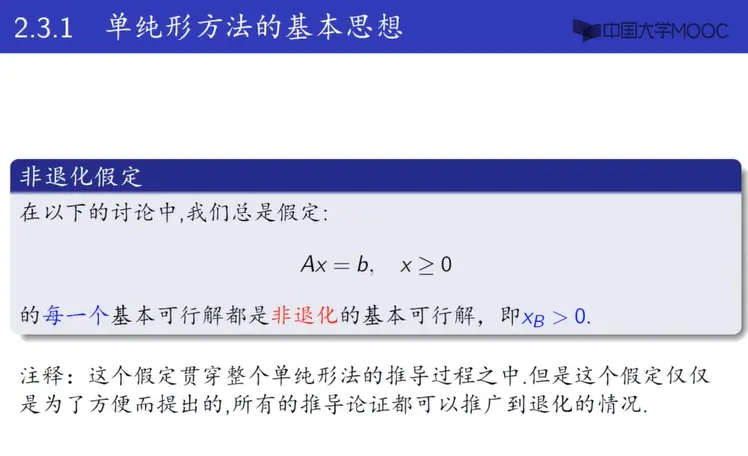 2.3.1 单纯形方法的基本思想
中国大学MOOC
非退化假定
在以下的讨论中,我们总是假定:
Ax = b, x ≥ 0
的每一个基本可行解都是非退化的基本可行解，即x_B > 0.
注释：这个假定贯穿整个单纯形法的推导过程之中.但是这个假定仅仅
是为了方便而提出的,所有的推导论证都可以推广到退化的情况.